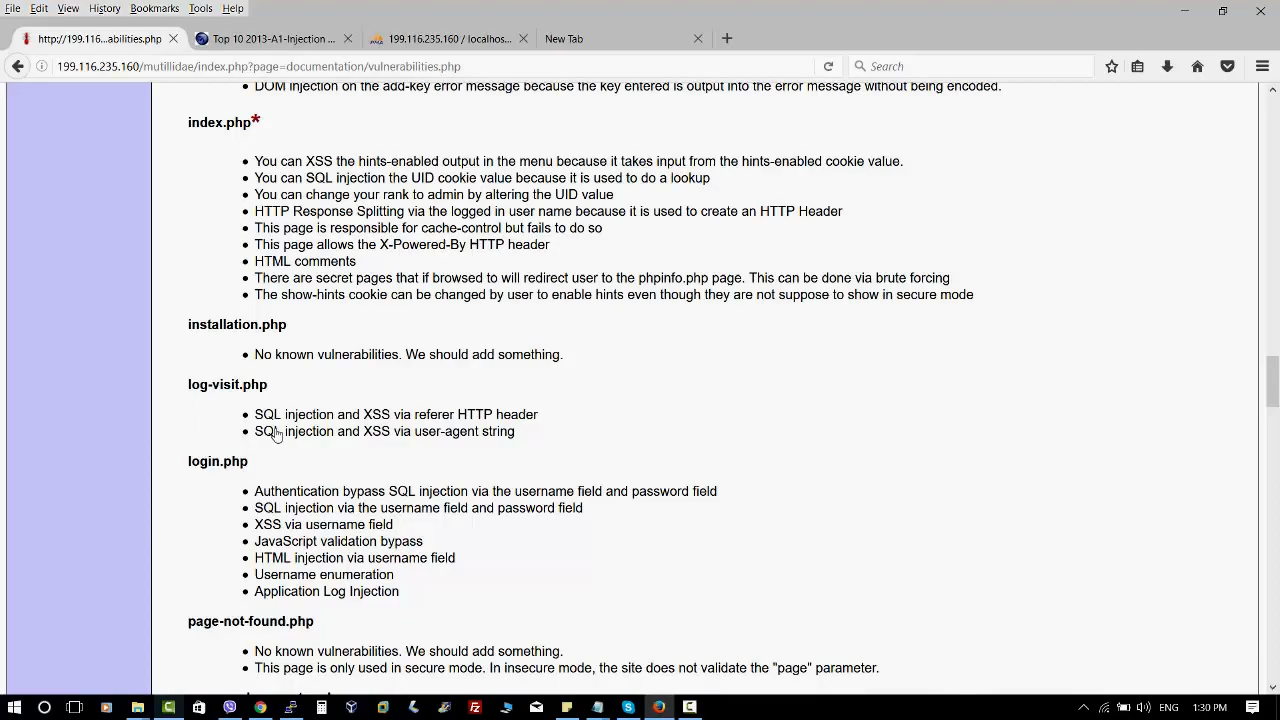 File Edit View History Bookmarks Tools Help
http://199.116...abilities.php
Top 10 2013-A1-Injection ...
199.116.235.160 / localhos...
New Tab
199.116.235.160/mutillidae/index.php?page=documentation/vulnerabilities.php
Search
DOM injection on the add-key error message because the key entered is output into the error message without being encoded.
index.php*
You can XSS the hints-enabled output in the menu because it takes input from the hints-enabled cookie value.
You can SQL injection the UID cookie value because it is used to do a lookup
You can change your rank to admin by altering the UID value
HTTP Response Splitting via the logged in user name because it is used to create an HTTP Header
This page is responsible for cache-control but fails to do so
This page allows the X-Powered-By HTTP header
HTML comments
There are secret pages that if browsed to will redirect user to the phpinfo.php page. This can be done via brute forcing
The show-hints cookie can be changed by user to enable hints even though they are not suppose to show in secure mode
installation.php
No known vulnerabilities. We should add something.
log-visit.php
SQL injection and XSS via referer HTTP header
SQL injection and XSS via user-agent string
login.php
Authentication bypass SQL injection via the username field and password field
SQL injection via the username field and password field
XSS via username field
JavaScript validation bypass
HTML injection via username field
Username enumeration
Application Log Injection
page-not-found.php
No known vulnerabilities. We should add something.
This page is only used in secure mode. In insecure mode, the site does not validate the "page" parameter.
ENG
1:30 PM